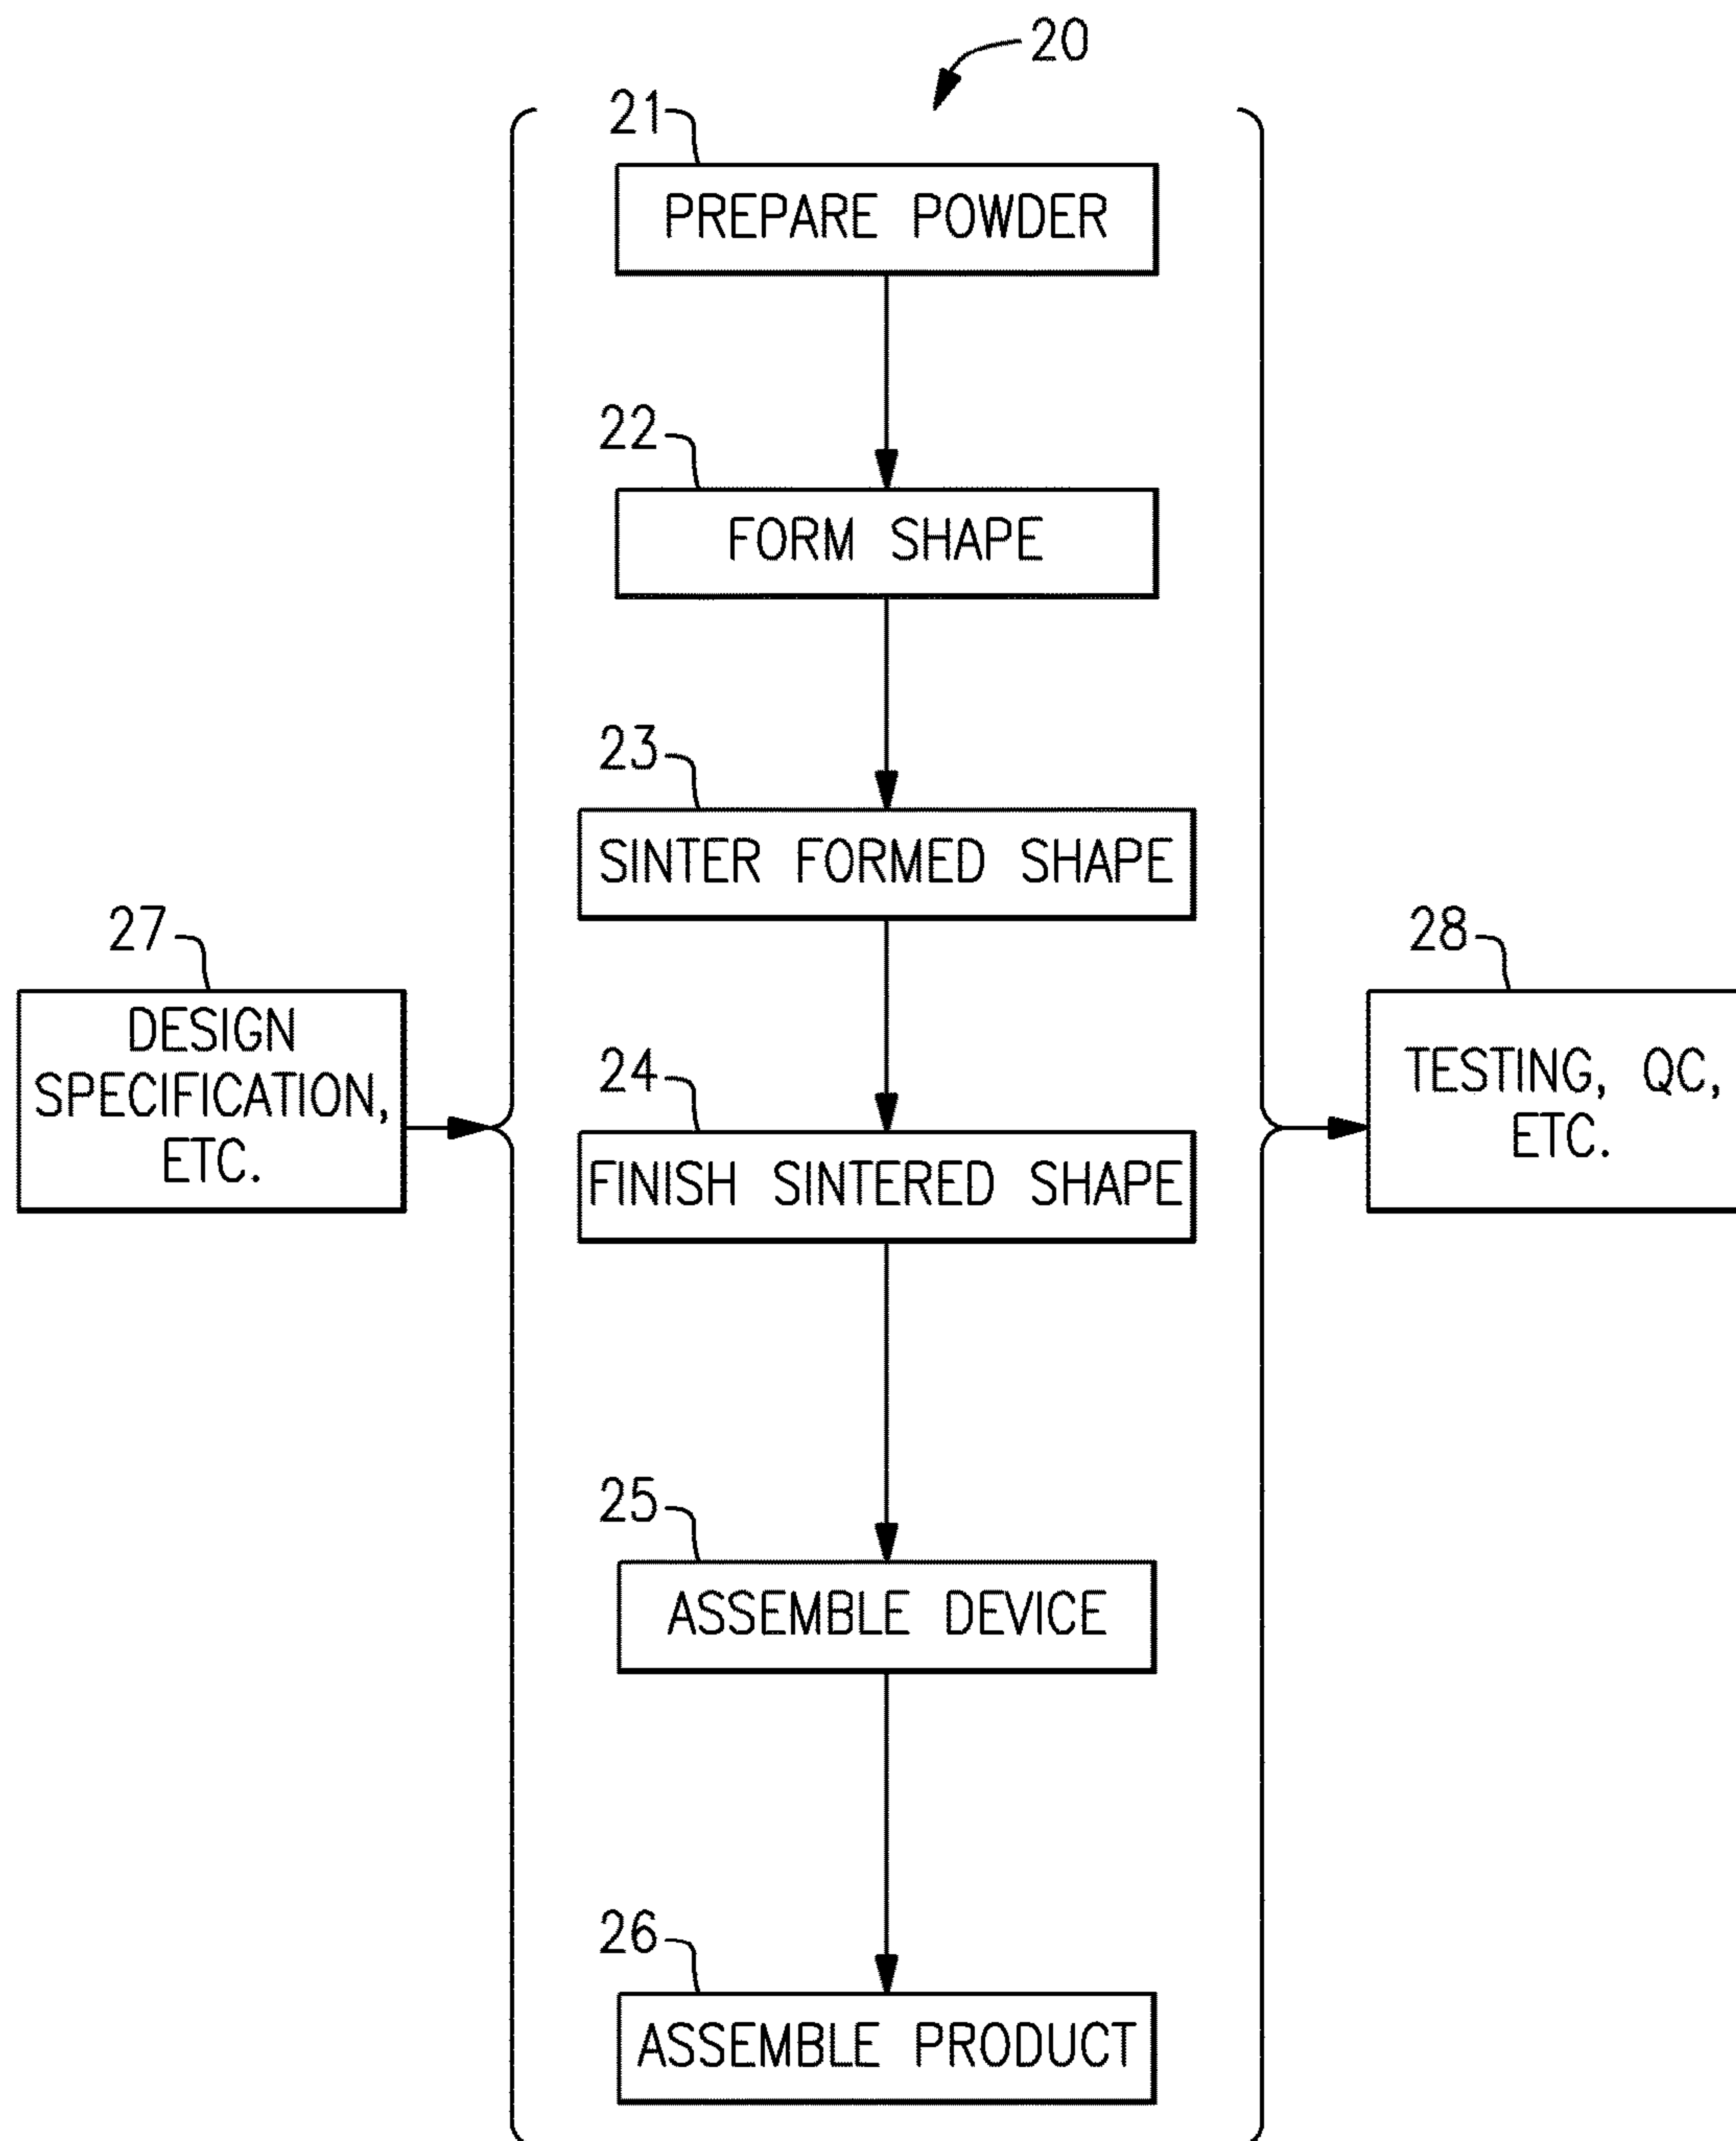 20
21
PREPARE POWDER
22
FORM SHAPE
23
SINTER FORMED SHAPE
27
DESIGN
SPECIFICATION,
ETC.
28
TESTING, QC,
ETC.
24
FINISH SINTERED SHAPE
25
ASSEMBLE DEVICE
26
ASSEMBLE PRODUCT